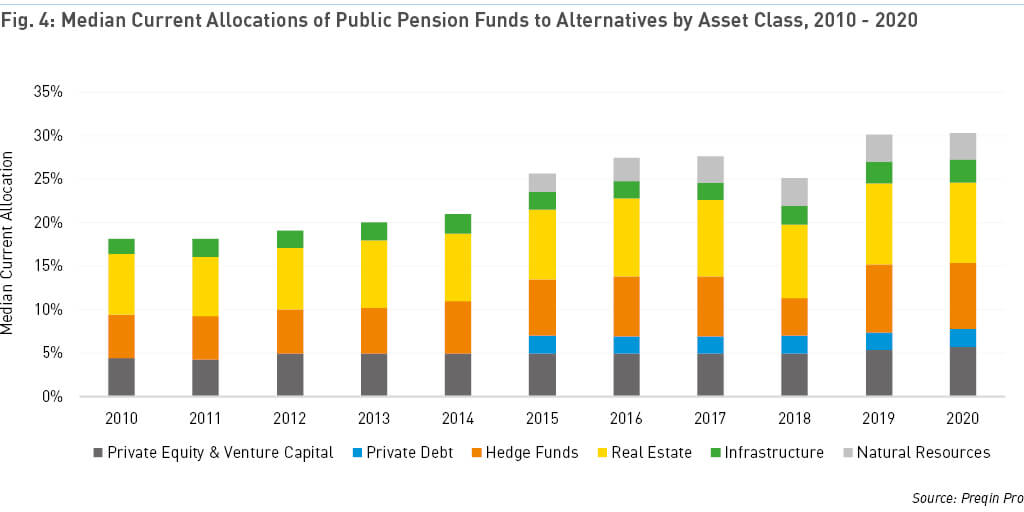 Fig. 4: Median Current Allocations of Public Pension Funds to Alternatives by Asset Class, 2010 - 2020
Median Current Allocation
35%
30%
25%
20%
15%
10%
5%
0%
2010 2011 2012 2013 2014 2015 2016 2017 2018 2019 2020
Private Equity & Venture Capital Private Debt Hedge Funds Real Estate Infrastructure Natural Resources
Source: Preqin Pro